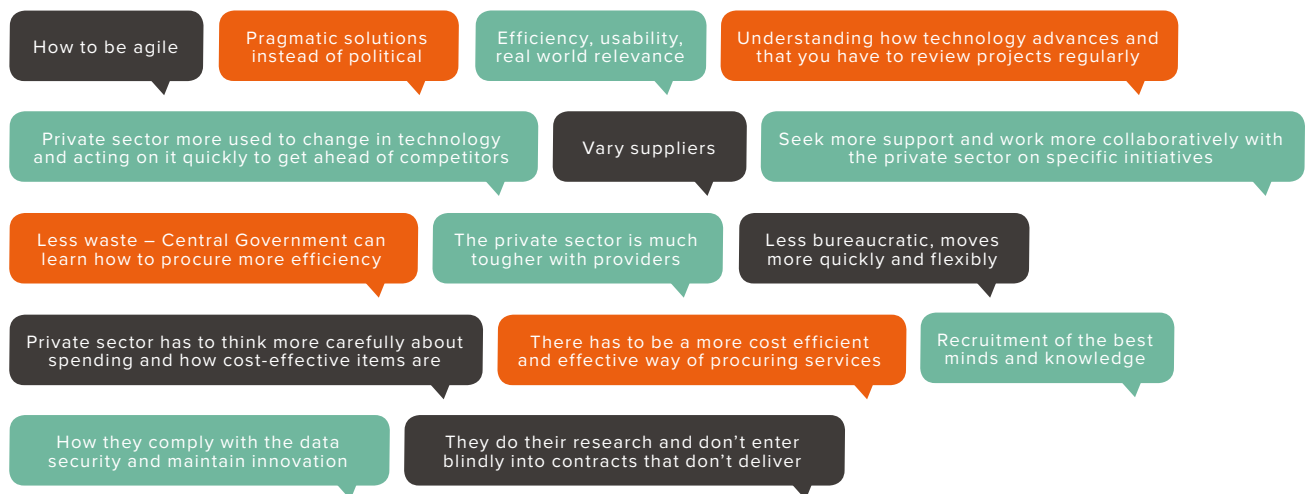 How to be agile
Pragmatic solutions
instead of political
Efficiency, usability,
real world relevance
Understanding how technology advances and
that you have to review projects regularly
Private sector more used to change in technology
and acting on it quickly to get ahead of competitors
Vary suppliers
Seek more support and work more collaboratively with
the private sector on specific initiatives
Less waste – Central Government can
learn how to procure more efficiency
The private sector is much
tougher with providers
Less bureaucratic, moves
more quickly and flexibly
Private sector has to think more carefully about
spending and how cost-effective items are
There has to be a more cost efficient
and effective way of procuring services
Recruitment of the best
minds and knowledge
How they comply with the data
security and maintain innovation
They do their research and don’t enter
blindly into contracts that don’t deliver